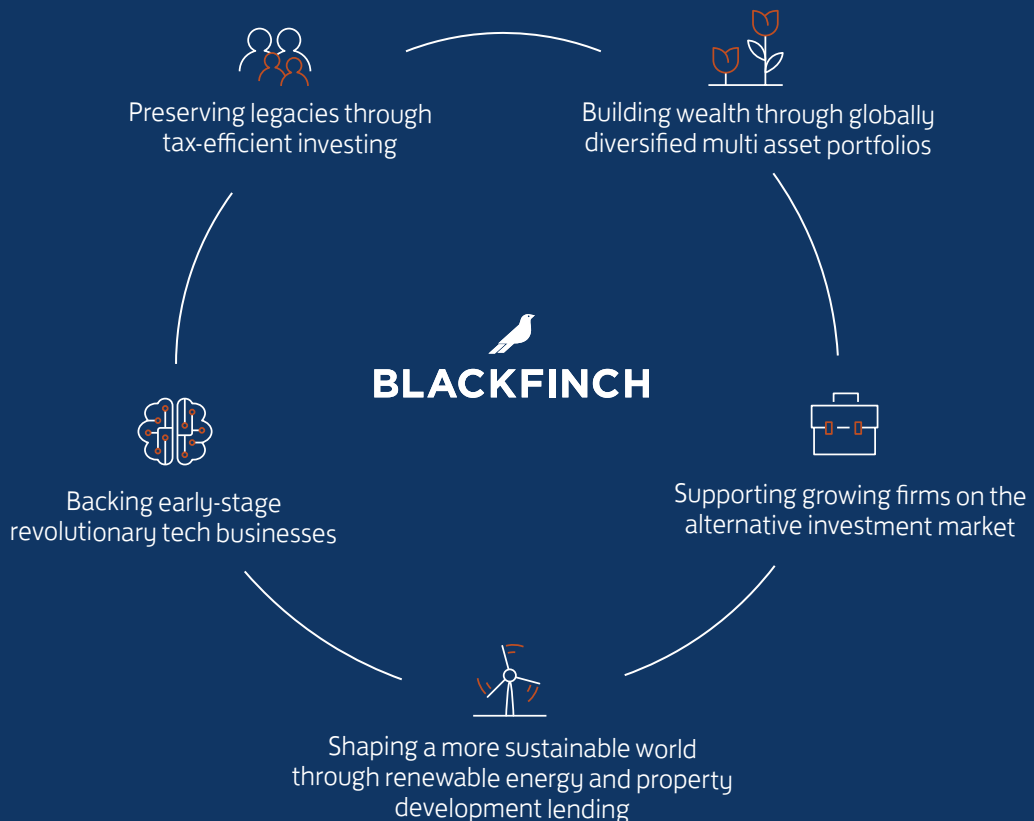 Preserving legacies through
tax-efficient investing
Building wealth through globally
diversified multi asset portfolios
BLACKFINCH
Backing early-stage
revolutionary tech businesses
Supporting growing firms on the
alternative investment market
Shaping a more sustainable world
through renewable energy and property
development lending